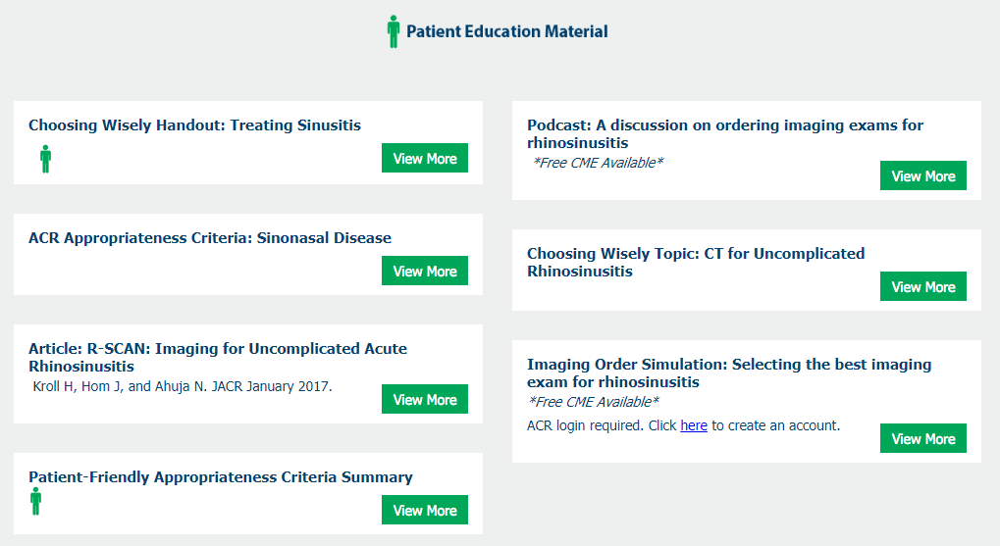 Patient Education Material
Choosing Wisely Handout: Treating Sinusitis
View More
ACR Appropriateness Criteria: Sinonasal Disease
View More
Article: R-SCAN: Imaging for Uncomplicated Acute
Rhinosinusitis
Kroll H, Hom J, and Ahuja N. JACR January 2017.
View More
Patient-Friendly Appropriateness Criteria Summary
View More
Podcast: A discussion on ordering imaging exams for
rhinosinusitis
*Free CME Available*
View More
Choosing Wisely Topic: CT for Uncomplicated
Rhinosinusitis
View More
Imaging Order Simulation: Selecting the best imaging
exam for rhinosinusitis
*Free CME Available*
ACR login required. Click here to create an account.
View More